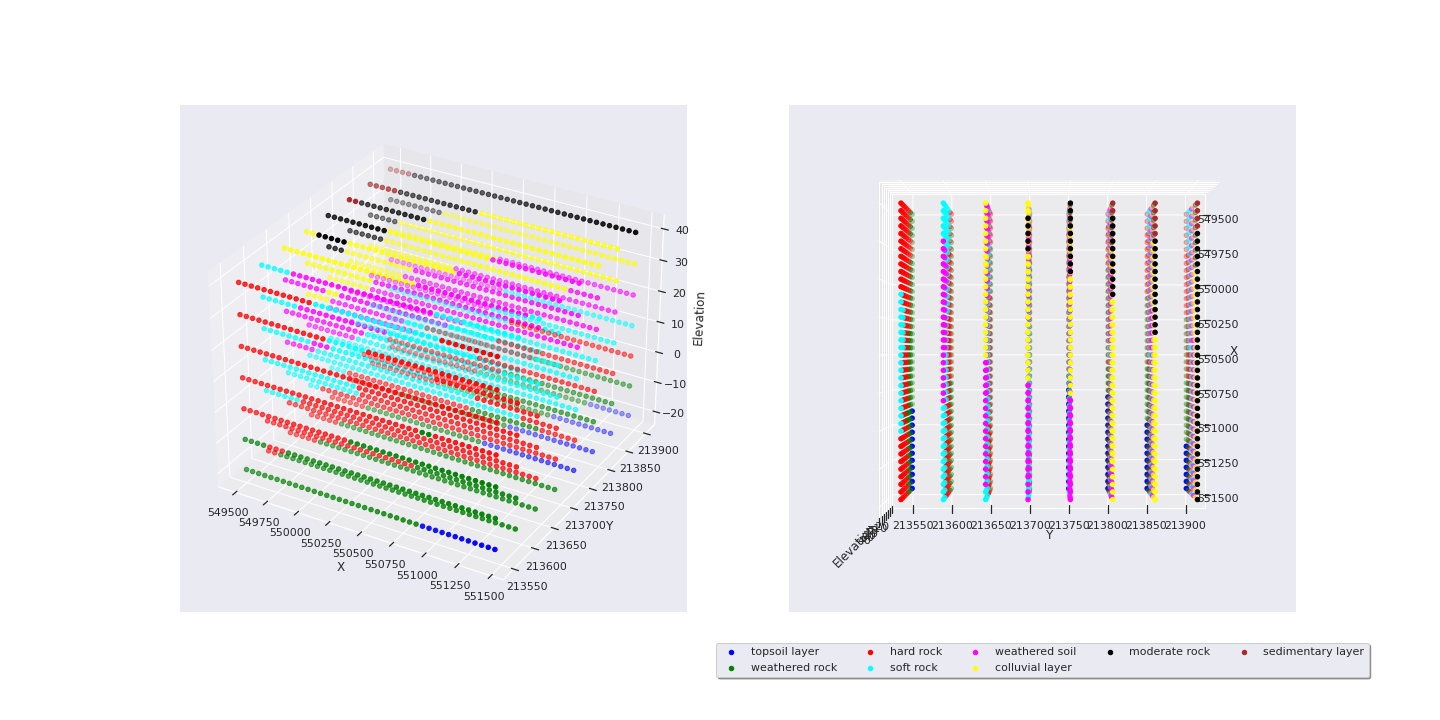 40
30
20
10
0
−10
−20
Elevation
549500
549750
550000
550250
550500
550750
551000
551250
551500
X
213900
213850
213800
213750
213700
213650
213600
213550
Y
549500
549750
550000
550250
550500
550750
551000
551250
551500
X
213550
213600
213650
213700
213750
213800
213850
213900
Y
Elevation
topsoil layer
weathered rock
hard rock
soft rock
weathered soil
colluvial layer
moderate rock
sedimentary layer